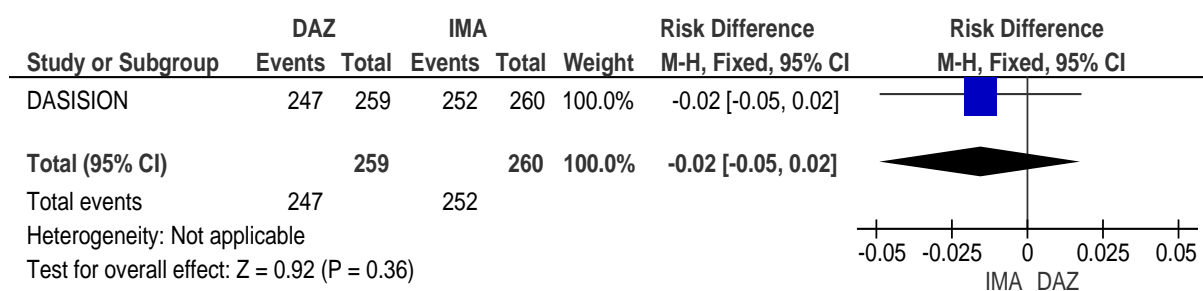 DAZ IMA Risk Difference Risk Difference
Study or Subgroup Events Total Events Total Weight M-H, Fixed, 95% CI M-H, Fixed, 95% CI
DASISION 247 259 252 260 100.0% -0.02 [-0.05, 0.02]
Total (95% CI) 259 260 100.0% -0.02 [-0.05, 0.02]
Total events 247 252
Heterogeneity: Not applicable
Test for overall effect: Z = 0.92 (P = 0.36)
-0.05 -0.025 0 0.025 0.05
IMA DAZ